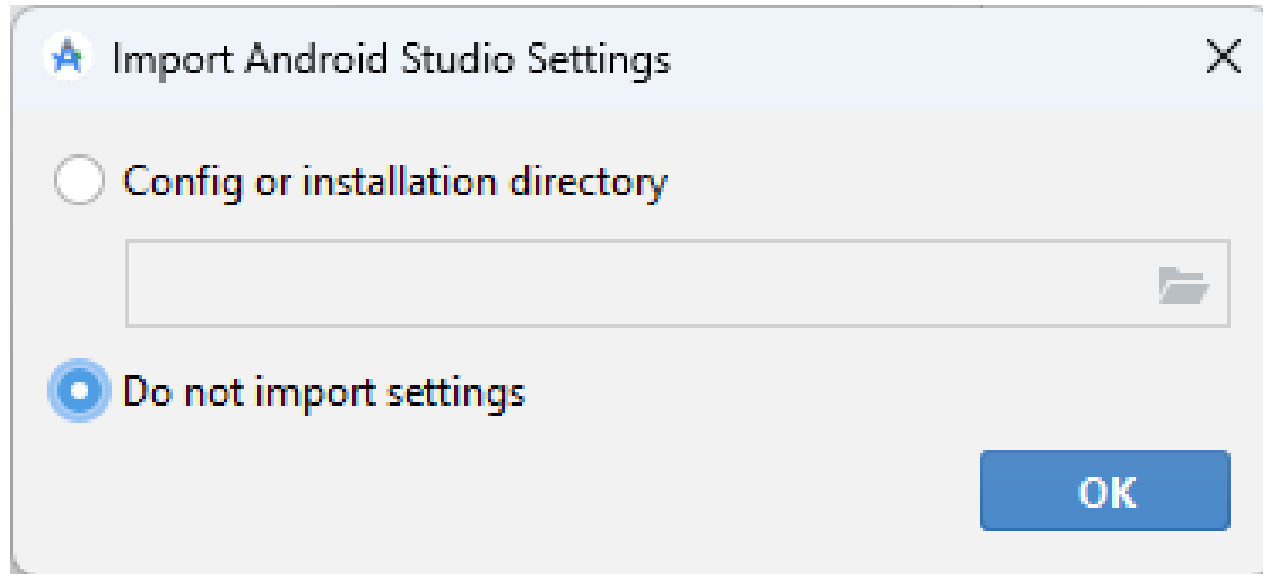 Import Android Studio Settings
Config or installation directory
Do not import settings
OK